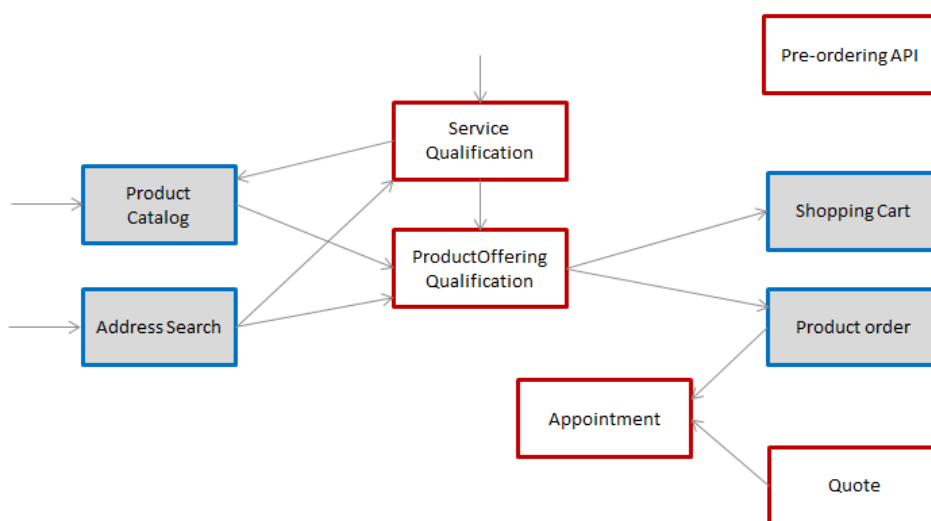 Pre-ordering API
Service
Qualification
Product
Catalog
Shopping Cart
ProductOffering
Qualification
Address Search
Product order
Appointment
Quote